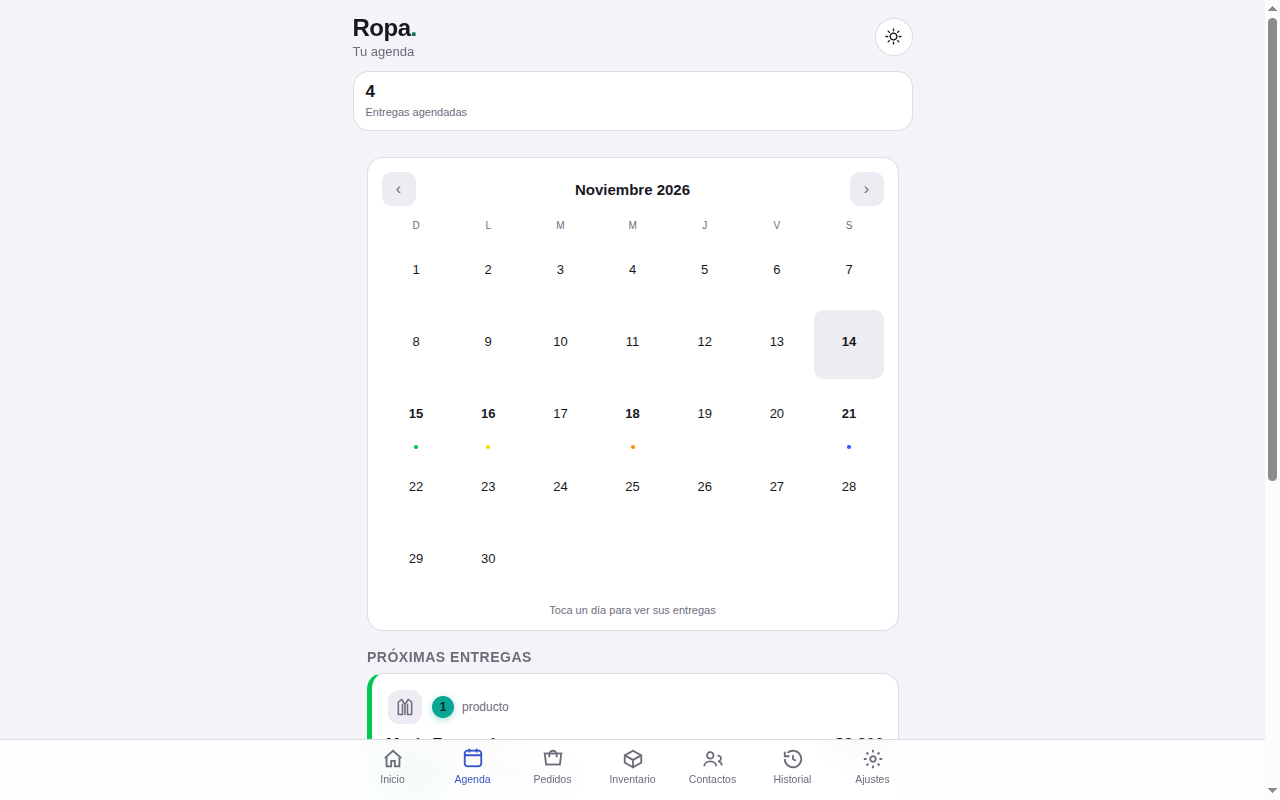 Ropa.
Tu agenda
4
Entregas agendadas
‹ Noviembre 2026 ›
D L M M J V S
1 2 3 4 5 6 7
8 9 10 11 12 13 14
15 16 17 18 19 20 21
22 23 24 25 26 27 28
29 30
Toca un día para ver sus entregas
PRÓXIMAS ENTREGAS
1 producto
Inicio Agenda Pedidos Inventario Contactos Historial Ajustes